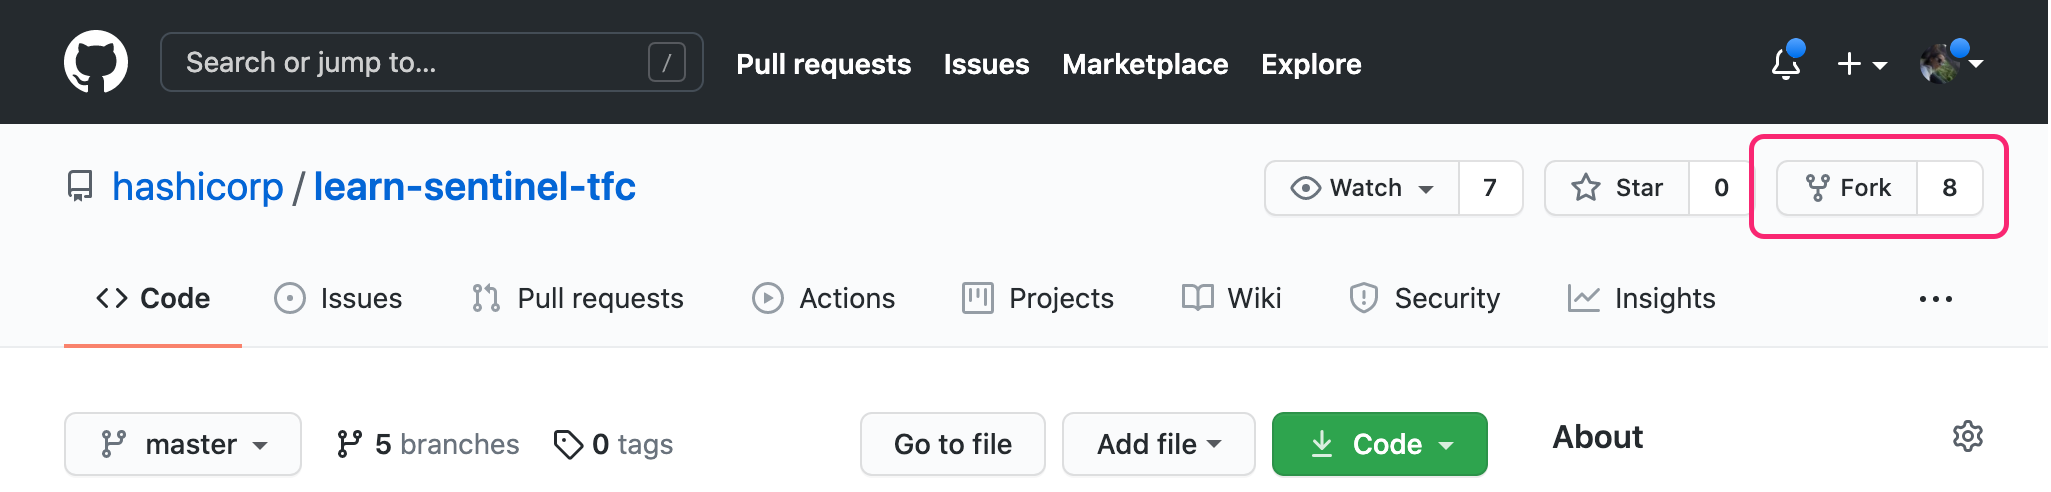 Search or jump to... / Pull requests Issues Marketplace Explore
hashicorp / learn-sentinel-tfc Watch 7 Star 0 Fork 8
Code Issues Pull requests Actions Projects Wiki Security Insights ...
master 5 branches 0 tags Go to file Add file Code About